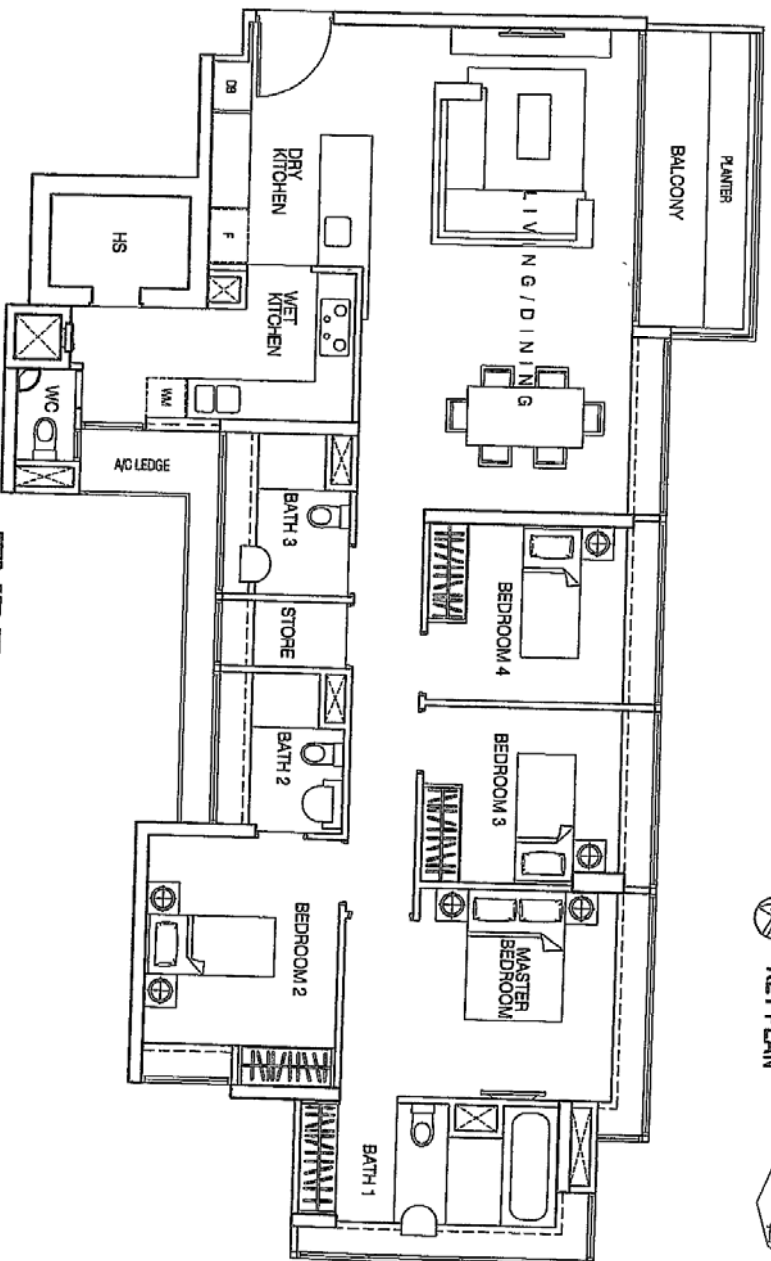 PLANTER
BALCONY
LIVING/DINING
DB
DRY
KITCHEN
F
HS
WET
KITCHEN
WM
WC
A/C LEDGE
BATH 3
STORE
BATH 2
BEDROOM 4
BEDROOM 3
MASTER
BEDROOM
BEDROOM 2
BATH 1
KEY PLAN